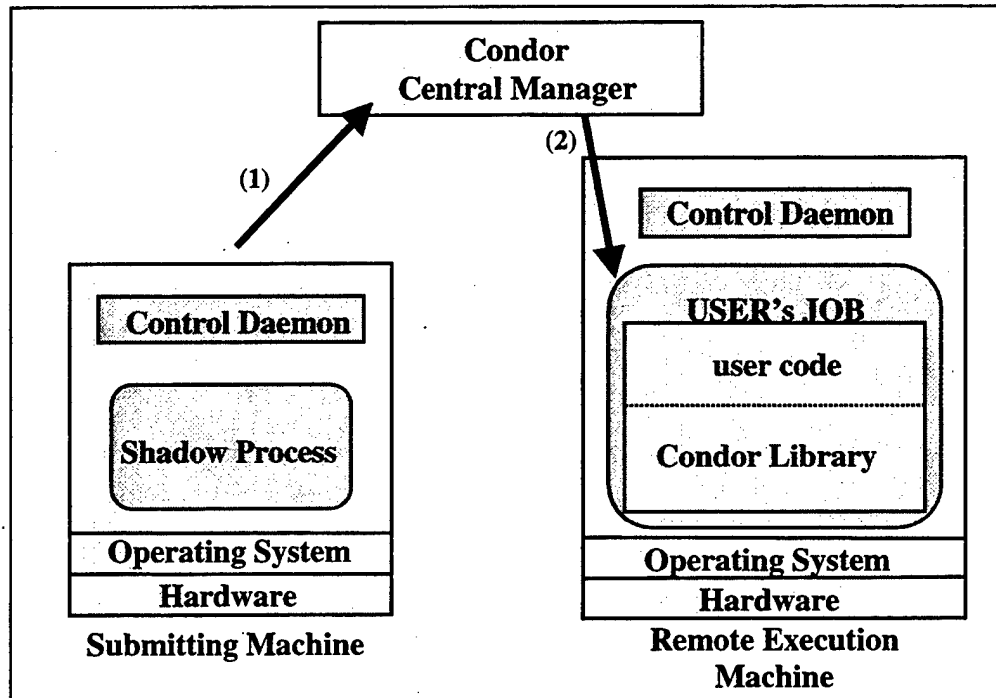 Condor
Central Manager
(1)
(2)
Control Daemon
Shadow Process
Operating System
Hardware
Submitting Machine
Control Daemon
USER's JOB
user code
Condor Library
Operating System
Hardware
Remote Execution
Machine